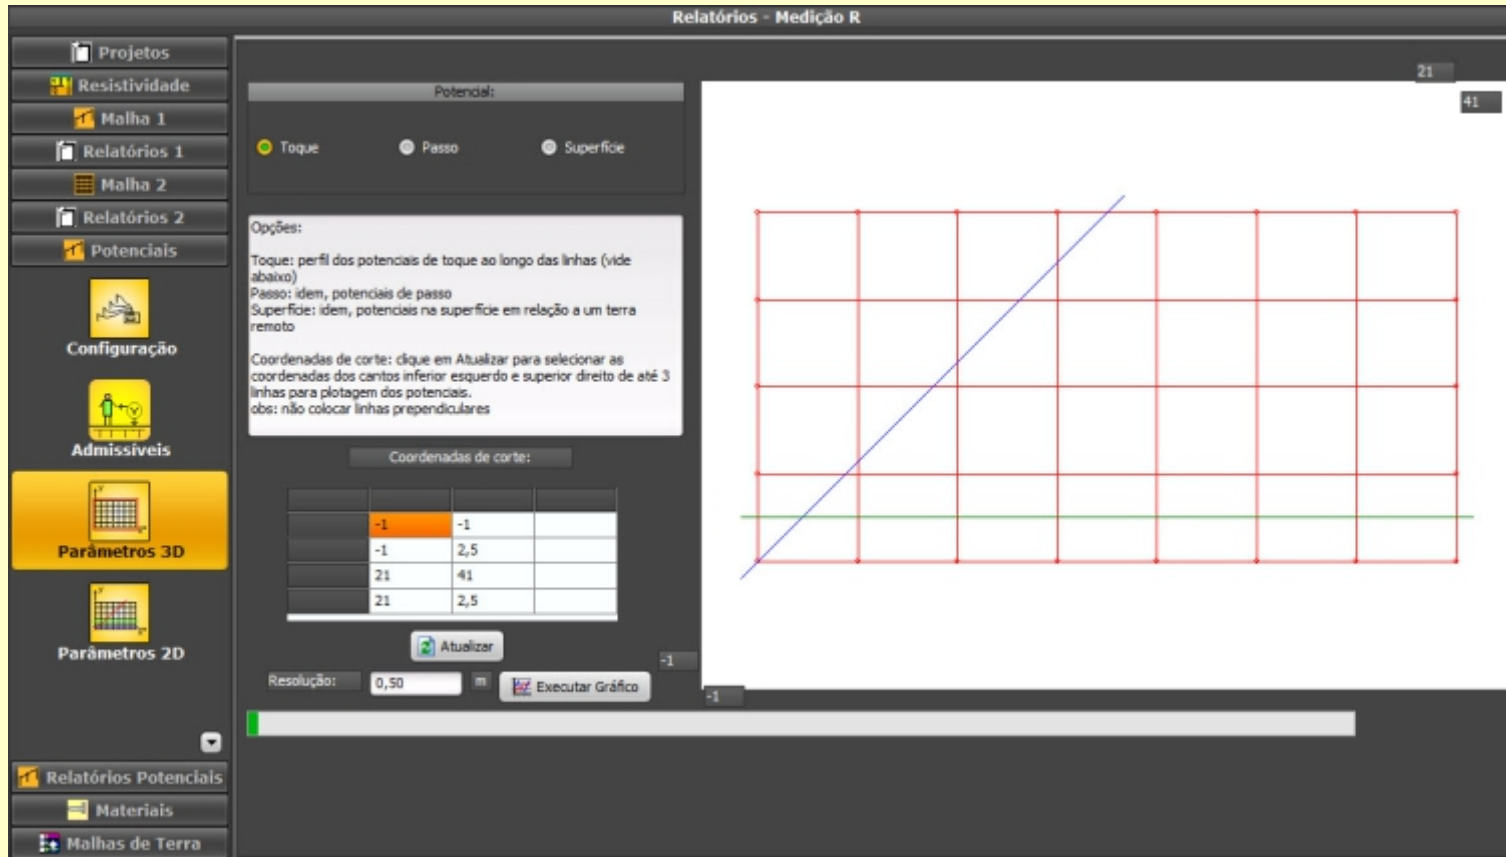 Relatórios - Medição R
Projetos
Resistividade
Malha 1
Relatórios 1
Malha 2
Relatórios 2
Potenciais
Configuração
Admissíveis
Parâmetros 3D
Parâmetros 2D
Relatórios Potenciais
Materiais
Malhas de Terra
Potencial:
Toque
Passo
Superfície
Opções:
Toque: perfil dos potenciais de toque ao longo das linhas (vide
abaixo)
Passo: idem, potenciais de passo
Superfície: idem, potenciais na superfície em relação a um terra
remoto
Coordenadas de corte: clique em Atualizar para selecionar as
coordenadas dos cantos inferior esquerdo e superior direito de até 3
linhas para plotagem dos potenciais.
obs: não colocar linhas prependiculares
Coordenadas de corte:
-1 -1
-1 2,5
21 41
21 2,5
Atualizar
Resolução: 0,50 m Executar Gráfico
21
41
-1
-1